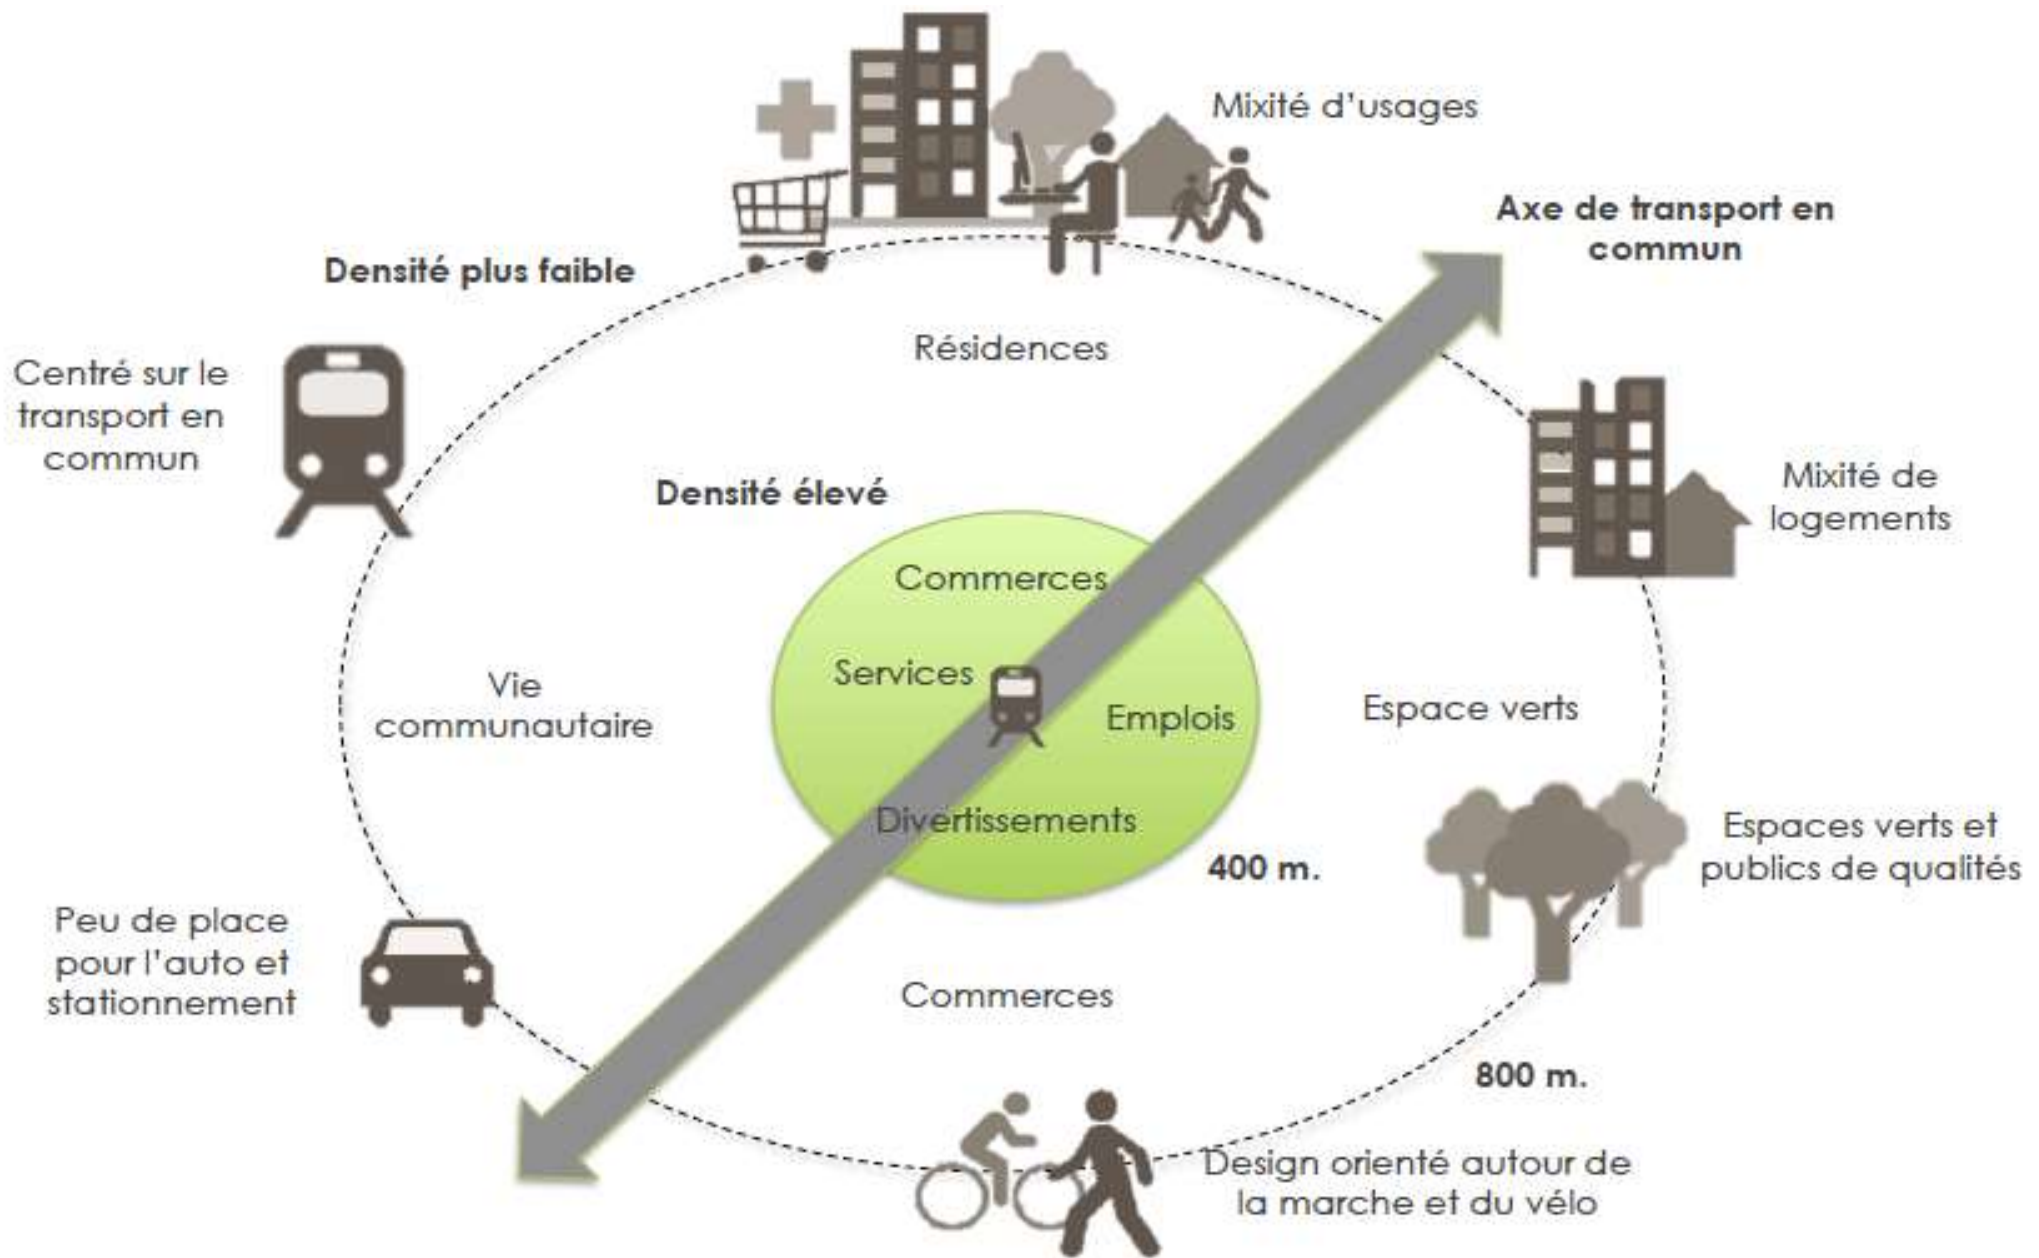 Mixité d'usages
Axe de transport en
commun
Densité plus faible
Résidences
Centré sur le
transport en
commun
Densité élevé
Mixité de
logements
Commerces
Services
Emplois
Vie
communautaire
Espace verts
Divertissements
400 m.
Espaces verts et
publics de qualités
Peu de place
pour l'auto et
stationnement
Commerces
800 m.
Design orienté autour de
la marche et du vélo